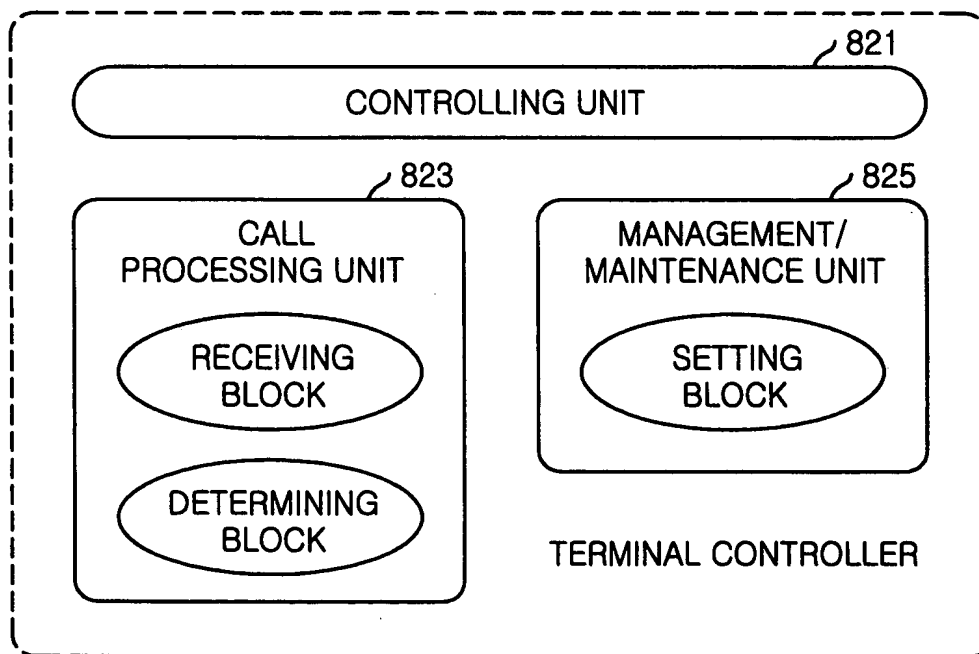 821
CONTROLLING UNIT
823
CALL
PROCESSING UNIT
RECEIVING
BLOCK
DETERMINING
BLOCK
825
MANAGEMENT/
MAINTENANCE UNIT
SETTING
BLOCK
TERMINAL CONTROLLER